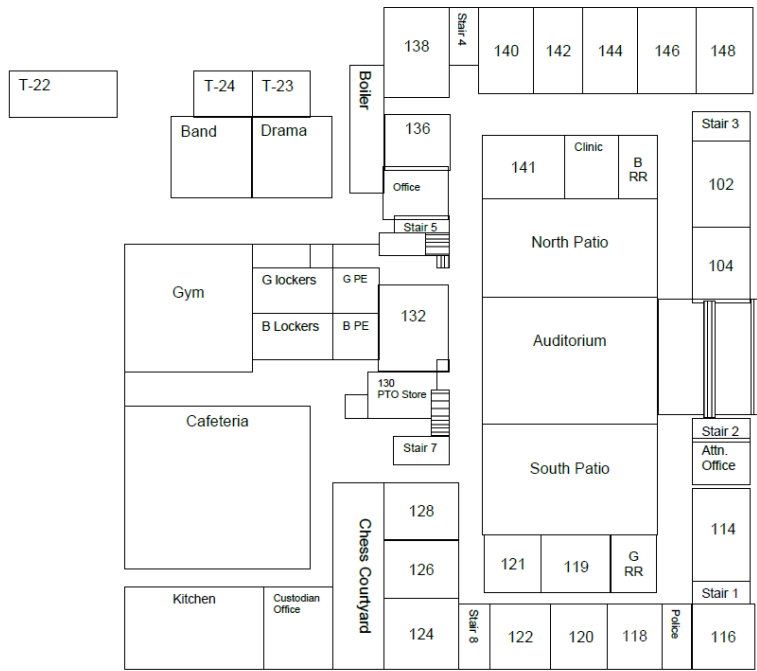 138
Stair 4
140
142
144
146
148
T-22
T-24
T-23
Boiler
Band
Drama
136
Stair 3
141
Clinic
B
RR
102
Office
Stair 5
North Patio
104
Gym
G lockers
G PE
132
B Lockers
B PE
Auditorium
130
PTO Store
Cafeteria
Stair 7
Stair 2
Attn.
Office
South Patio
128
Chess Courtyard
114
126
121
119
G
RR
Kitchen
Custodian
Office
124
Stair 8
122
120
118
Police
Stair 1
116